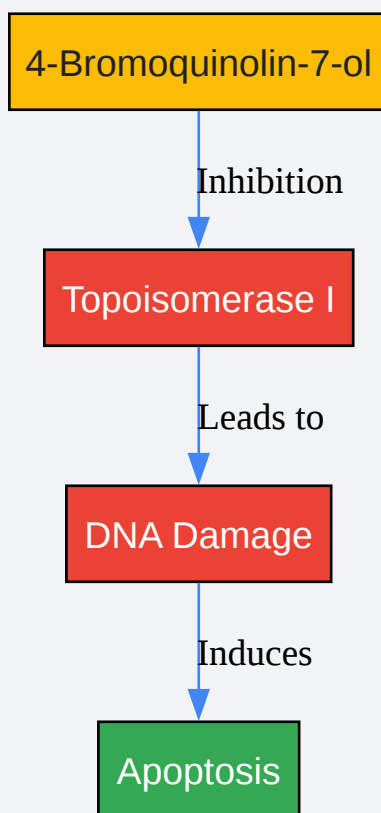 4-Bromoquinolin-7-ol
Inhibition
Topoisomerase I
Leads to
DNA Damage
Induces
Apoptosis